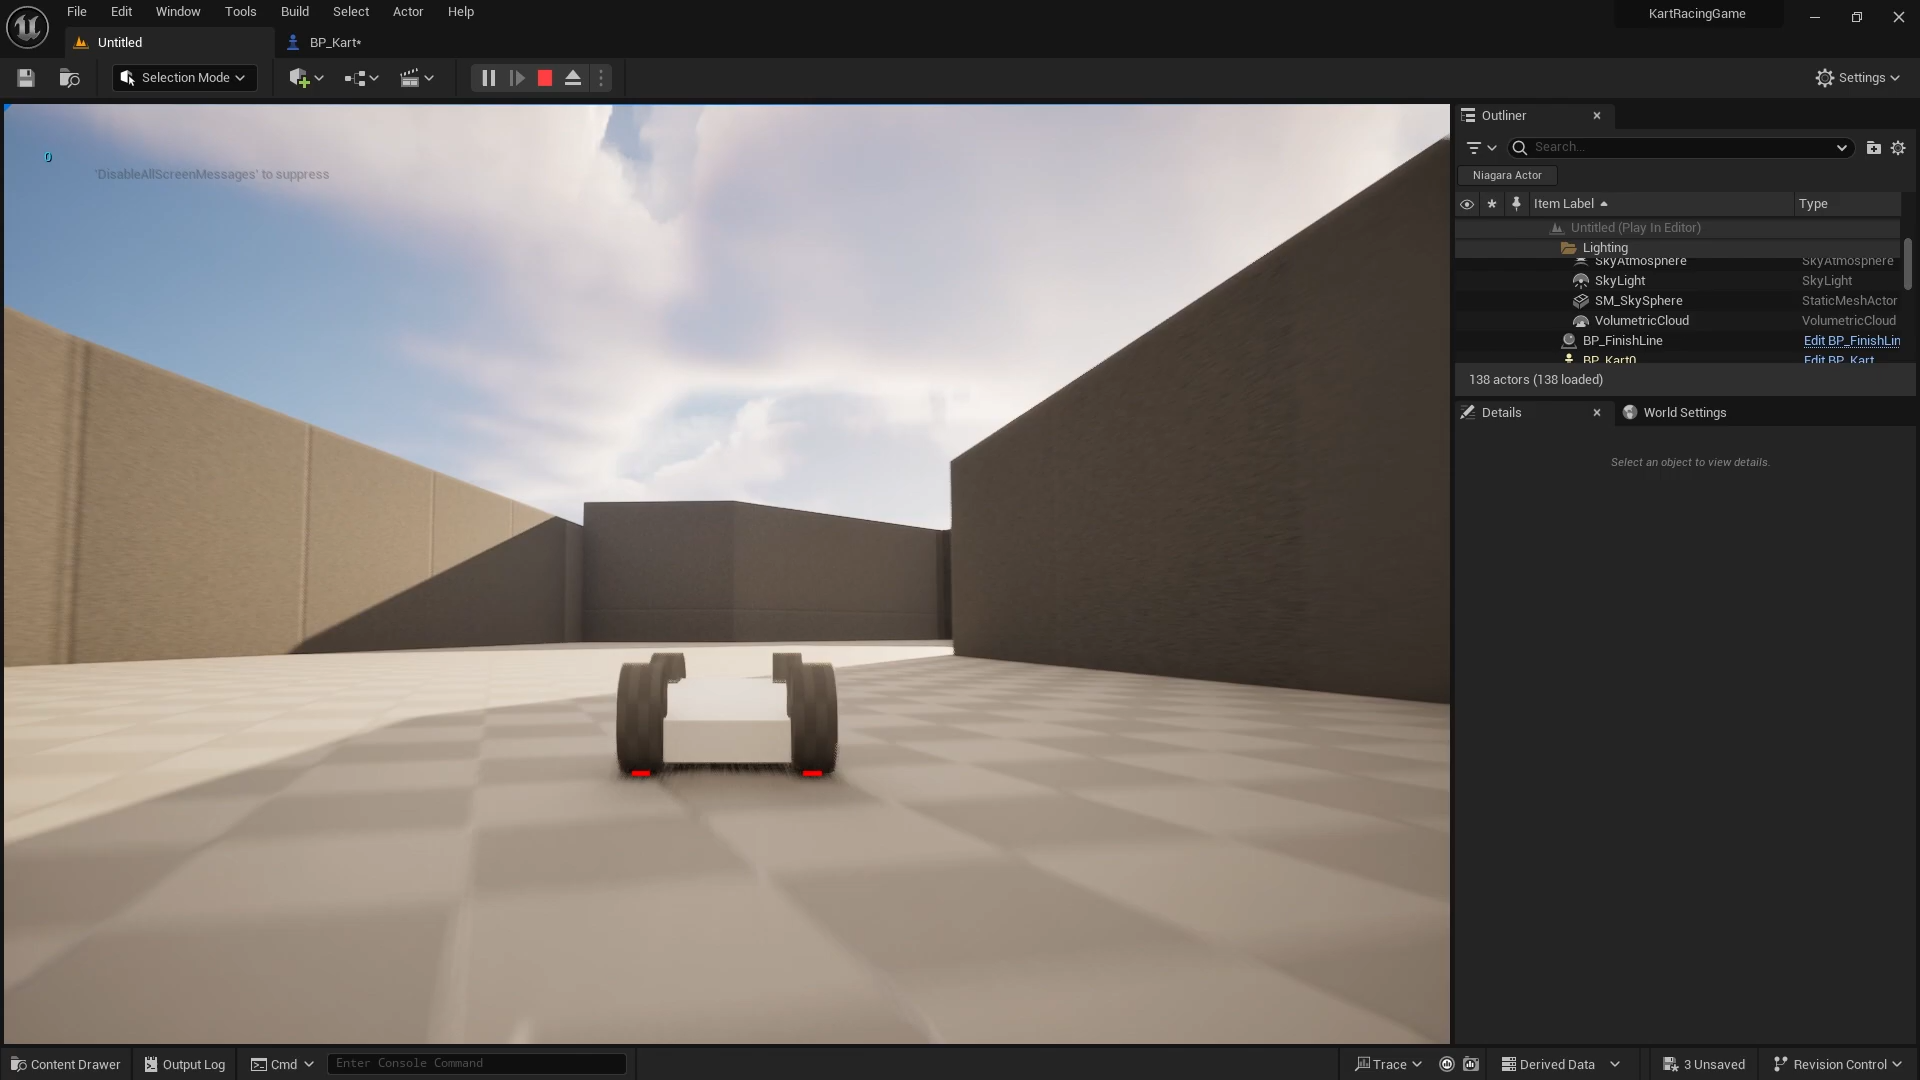 File Edit Window Tools Build Select Actor Help
KartRacingGame
Untitled
BP_Kart*
Selection Mode
Settings
0
'DisableAllScreenMessages' to suppress
Outliner
Search...
Niagara Actor
Item Label Type
Untitled (Play In Editor)
Lighting
SkyAtmosphere SkyAtmosphere
SkyLight SkyLight
SM_SkySphere StaticMeshActor
VolumetricCloud VolumetricCloud
BP_FinishLine Edit BP_FinishLin
BP_Kart0 Edit BP_Kart
138 actors (138 loaded)
Details
World Settings
Select an object to view details.
Content Drawer
Output Log
Cmd
Enter Console Command
Trace
Derived Data
3 Unsaved
Revision Control